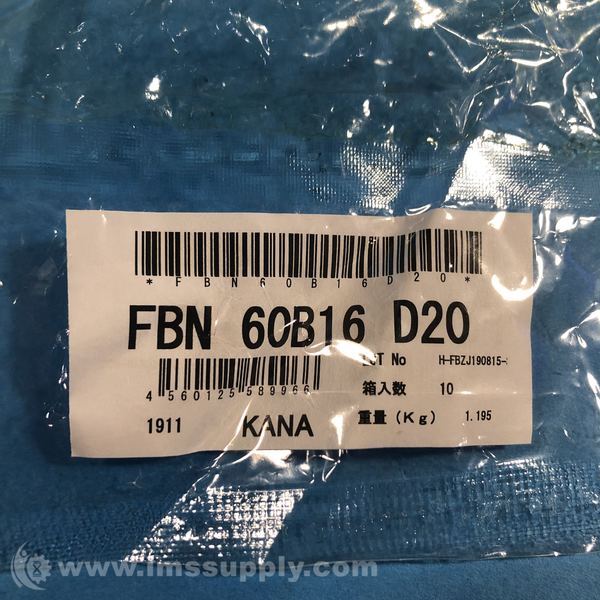 *FBN60B16D20*
FBN 60B16 D20
LOT No H-FBZJ190815-
4 560125 589966
箱入数 10
1911 KANA 重量(Kg) 1.195
www.imssupply.com